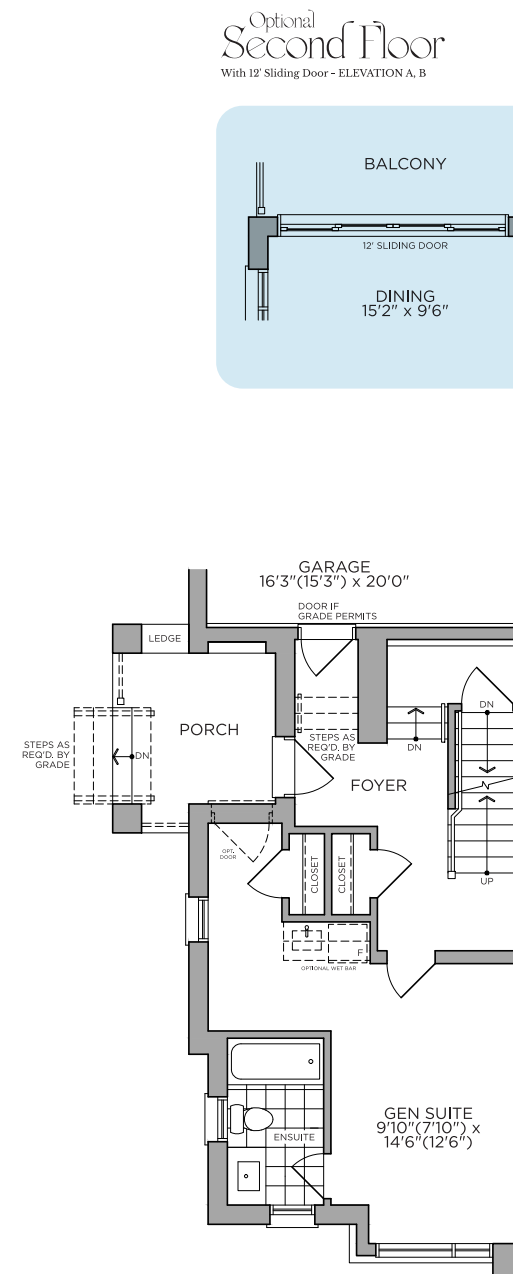 Optional
Second Floor
With 12' Sliding Door - ELEVATION A, B
BALCONY
12' SLIDING DOOR
DINING
15'2" x 9'6"
GARAGE
16'3"(15'3") x 20'0"
DOOR IF
GRADE PERMITS
LEDGE
PORCH
STEPS AS
REQ'D. BY
GRADE
DN
STEPS AS
REQ'D. BY
GRADE
DN
DN
FOYER
OPT.
DOOR
CLOSET
CLOSET
UP
F
OPTIONAL WET BAR
GEN SUITE
9'10"(7'10") x
14'6"(12'6")
ENSUITE